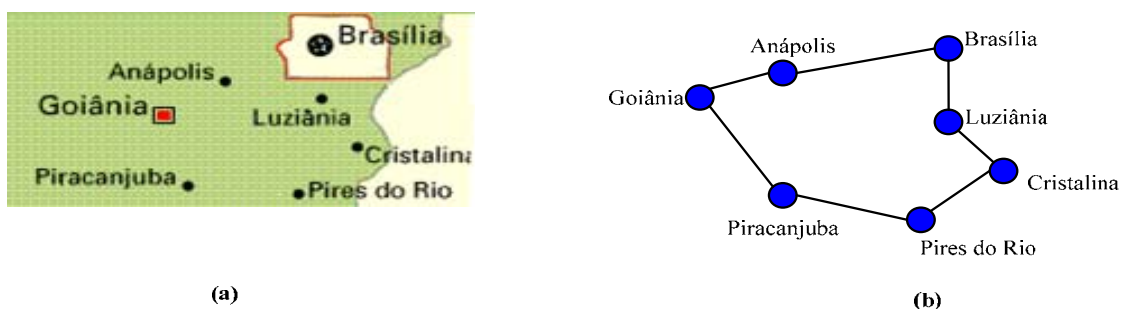 Brasília
Anápolis
Goiânia
Luziânia
Cristalina
Piracanjuba
Pires do Rio
(a)
Brasília
Anápolis
Goiânia
Luziânia
Cristalina
Piracanjuba
Pires do Rio
(b)